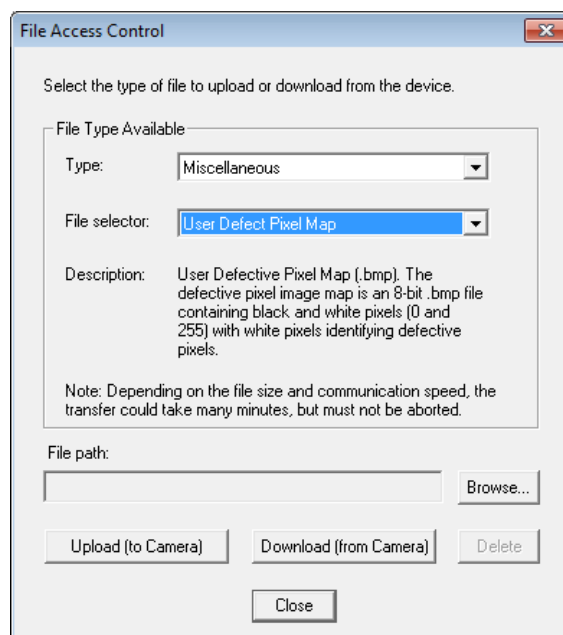 File Access Control
Select the type of file to upload or download from the device.
File Type Available
Type: Miscellaneous
File selector: User Defect Pixel Map
Description: User Defective Pixel Map (.bmp). The
defective pixel image map is an 8-bit .bmp file
containing black and white pixels (0 and
255) with white pixels identifying defective
pixels.
Note: Depending on the file size and communication speed, the
transfer could take many minutes, but must not be aborted.
File path:
Browse...
Upload (to Camera) Download (from Camera) Delete
Close